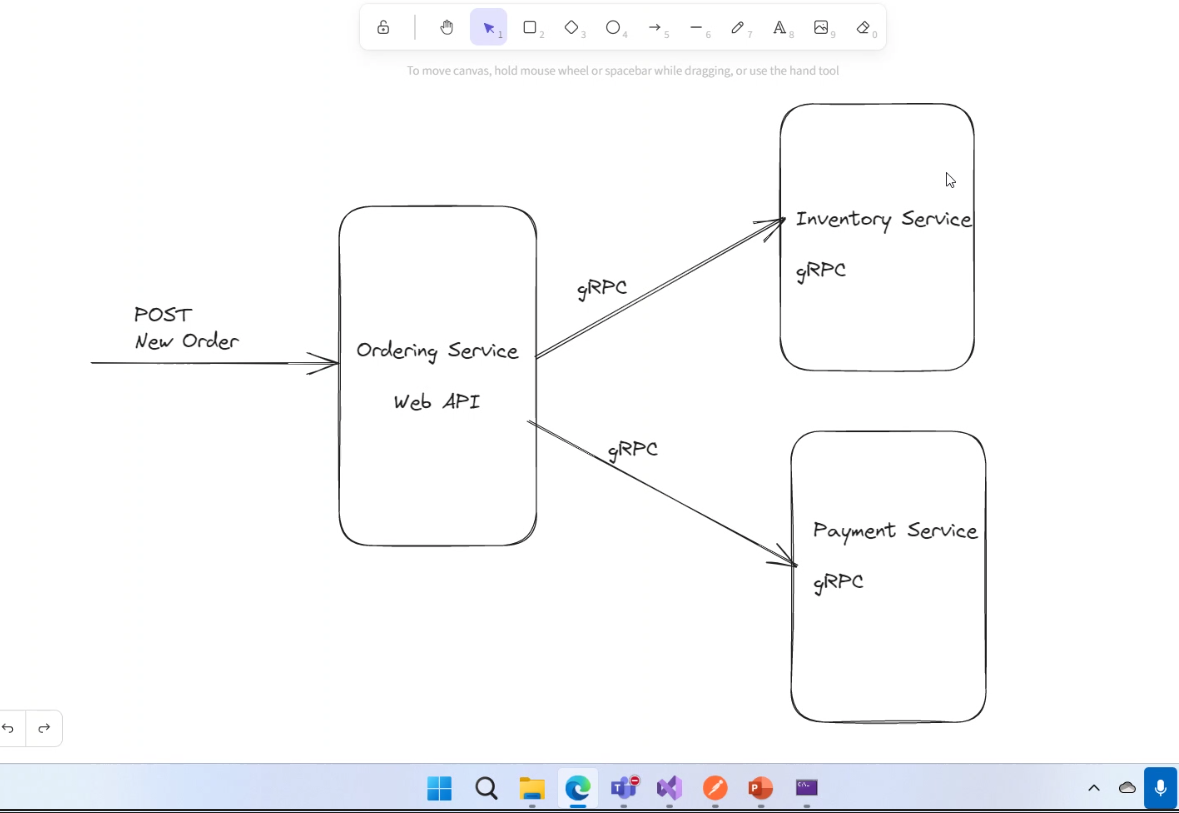 1
2
3
4
5
6
7
8
9
0
To move canvas, hold mouse wheel or spacebar while dragging, or use the hand tool
POST
New Order
Ordering Service
Web API
gRPC
Inventory Service
gRPC
gRPC
Payment Service
gRPC